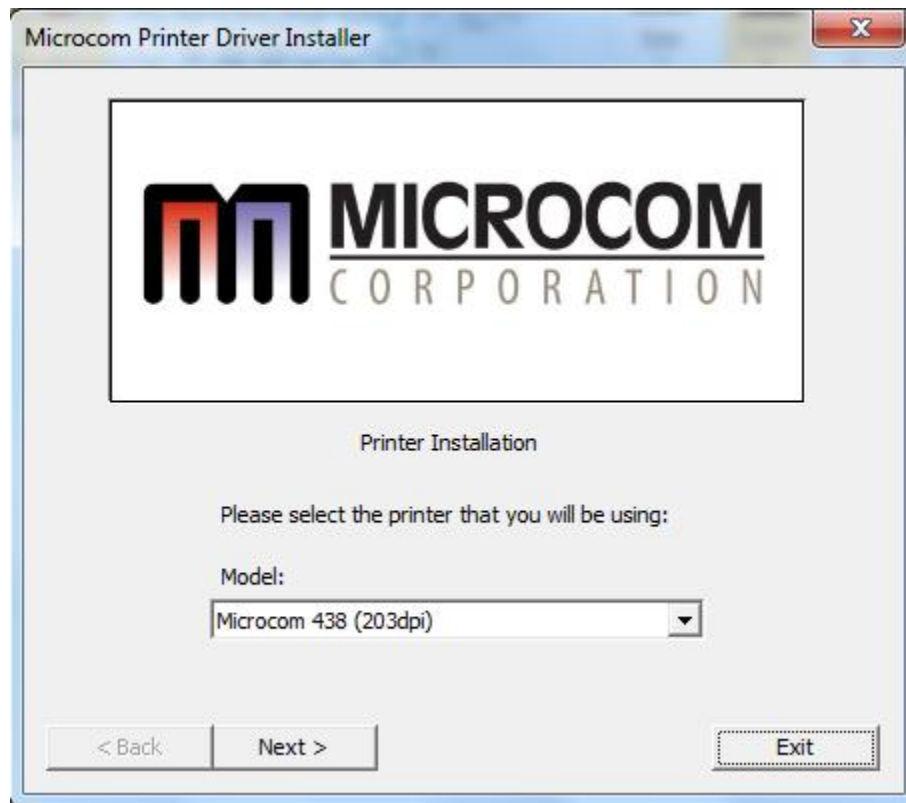 Microcom Printer Driver Installer
MICROCOM
CORPORATION
Printer Installation
Please select the printer that you will be using:
Model:
Microcom 438 (203dpi)
< Back
Next >
Exit